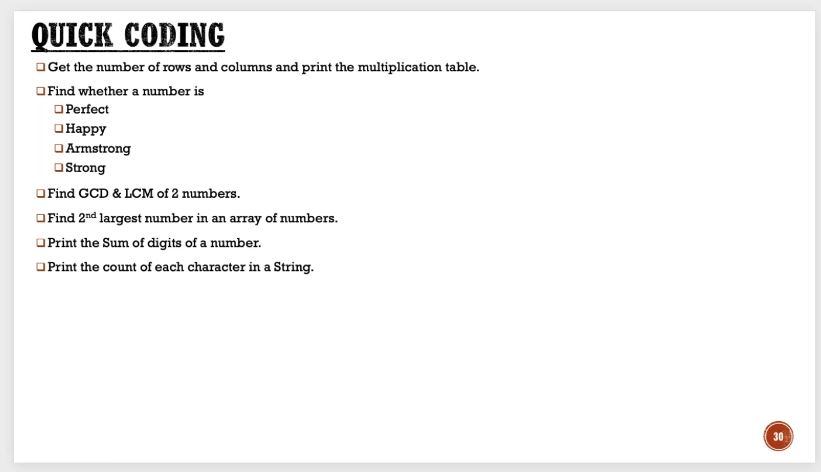 QUICK CODING
Get the number of rows and columns and print the multiplication table.
Find whether a number is
Perfect
Happy
Armstrong
Strong
Find GCD & LCM of 2 numbers.
Find 2nd largest number in an array of numbers.
Print the Sum of digits of a number.
Print the count of each character in a String.
30